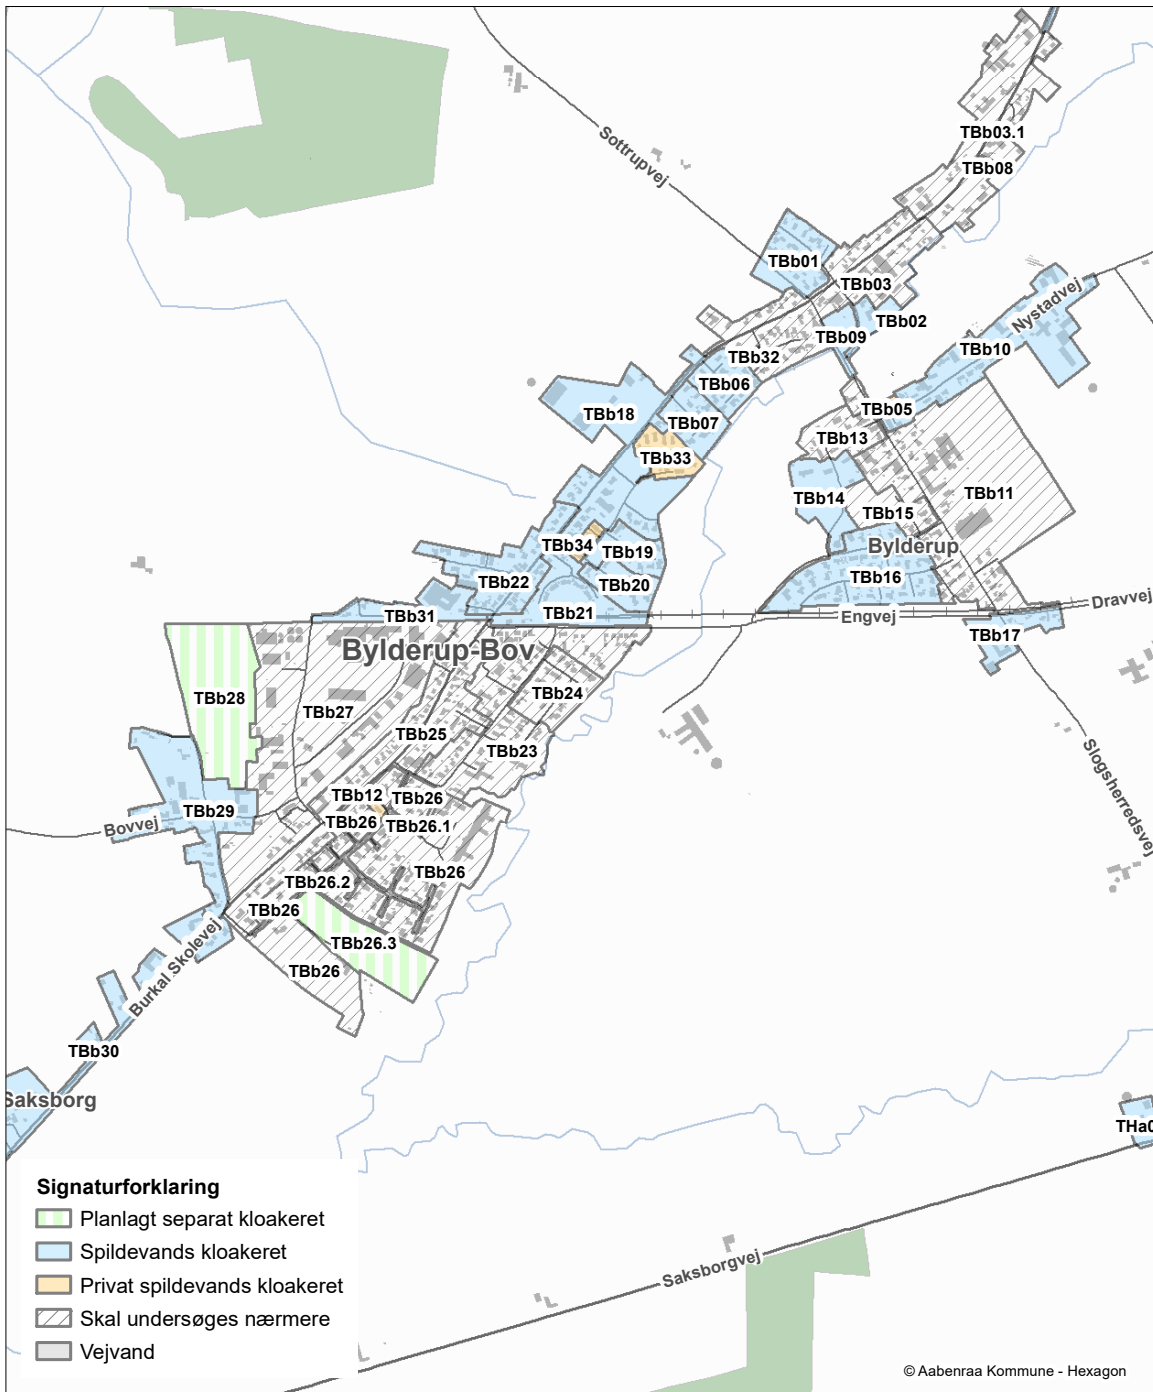 TBb03.1
Sottrupvej
TBb08
TBb01
TBb03
Nystadvej
TBb02
TBb09
TBb10
TBb32
TBb06
TBb18
TBb05
TBb07
TBb13
TBb33
TBb11
TBb14
TBb15
TBb34
Bylderup
TBb19
TBb22
TBb16
TBb20
Dravvej
TBb31
TBb21
Engvej
TBb17
Bylderup-Bov
TBb24
TBb28
TBb27
TBb25
TBb23
Slogsherredsvej
TBb12
TBb26
TBb29
TBb26
TBb26.1
Bovvej
TBb26
TBb26.2
TBb26
TBb26.3
Burkal Skolevej
TBb26
TBb30
Saksborg
THa0
Signaturforklaring
Planlagt separat kloakeret
Spildevands kloakeret
Privat spildevands kloakeret
Skal undersøges nærmere
Vejvand
Saksborgvej
© Aabenraa Kommune - Hexagon